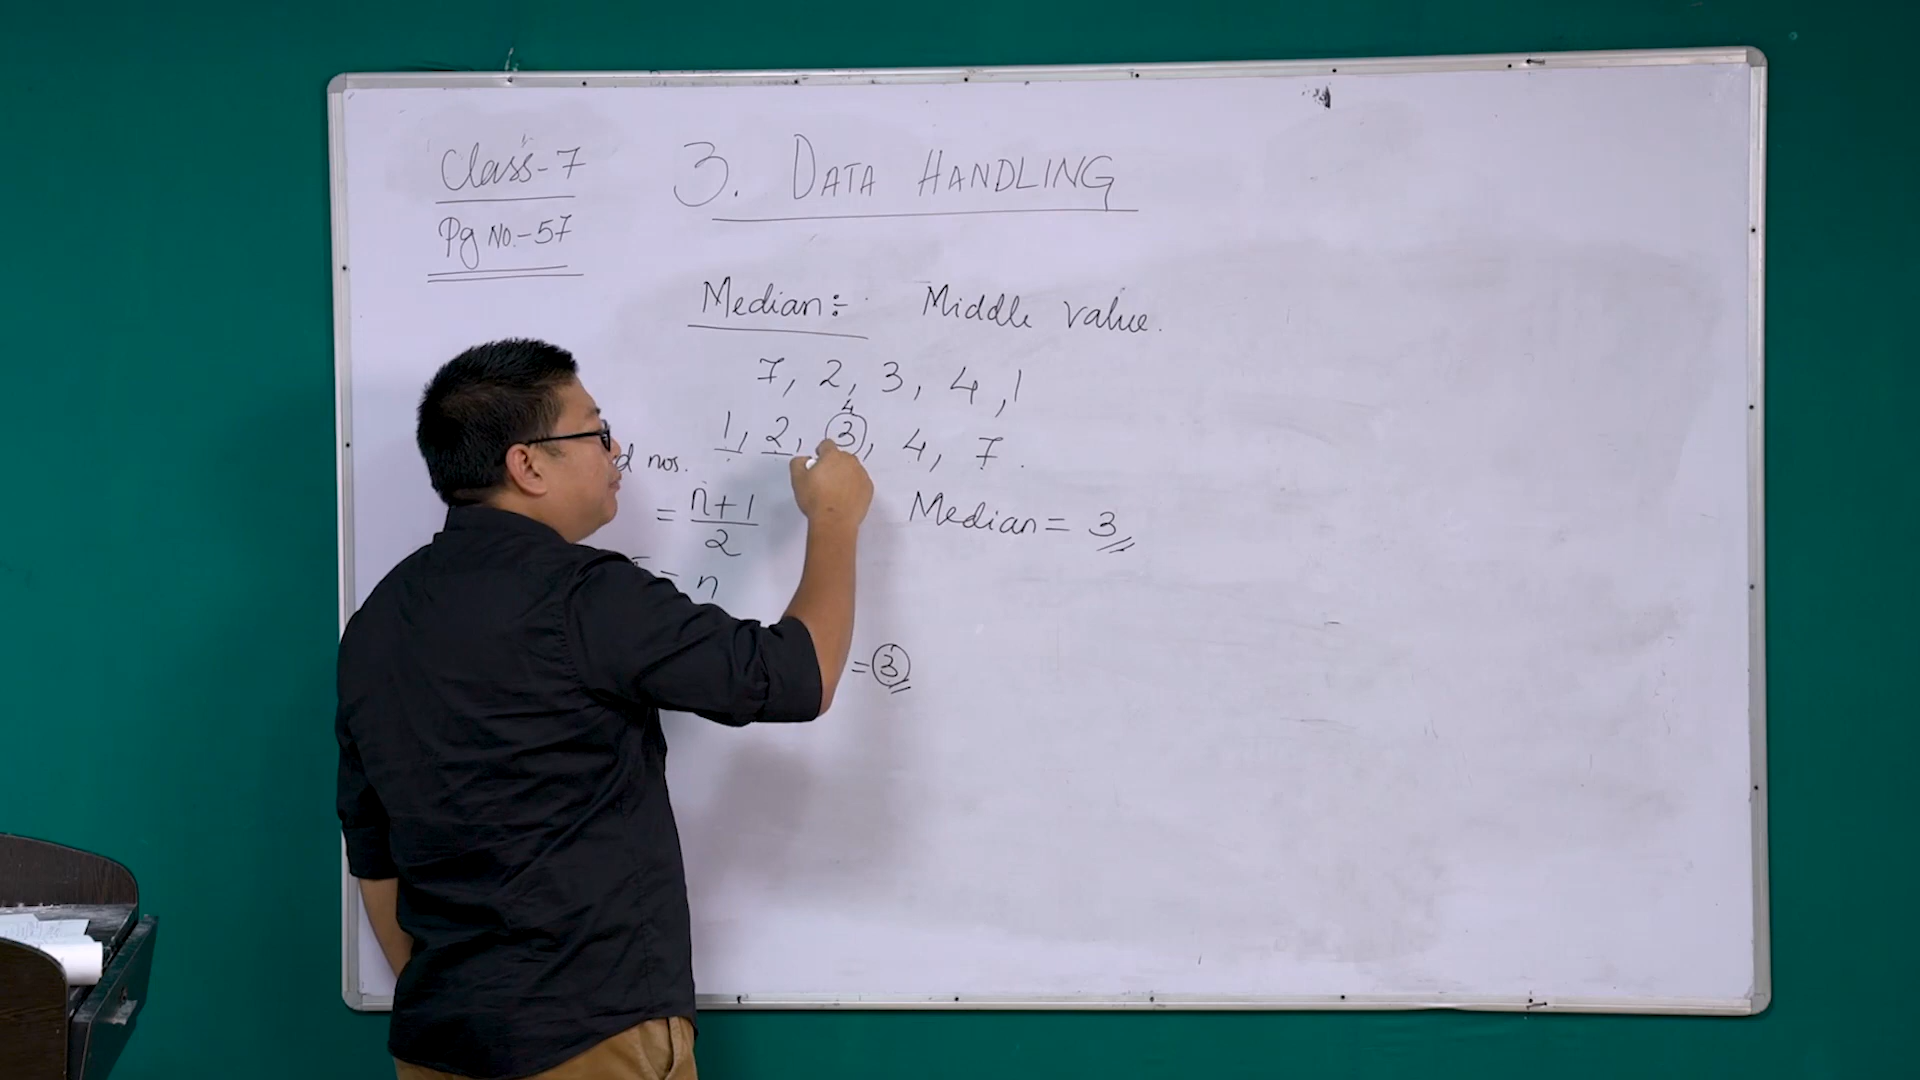 Class-7
3. DATA HANDLING
Pg No.-57
Median:- Middle value.
7, 2, 3, 4, 1
1, 2, 3, 4, 7.
nos.
= n+1
2
Median = 3
= n
= 3